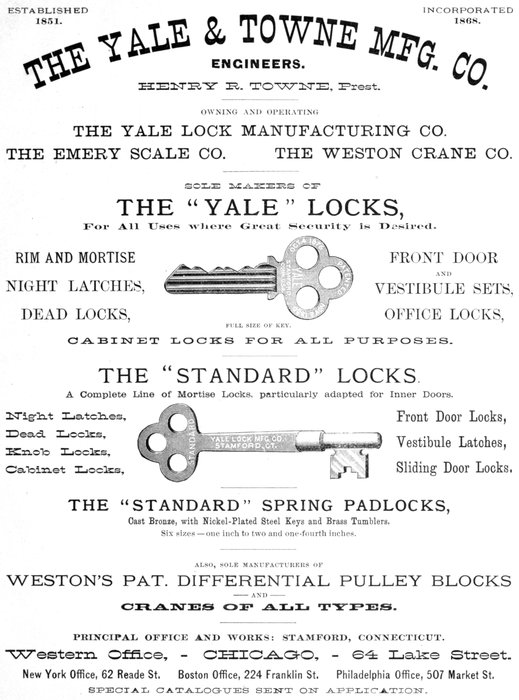 ESTABLISHED
1851.
INCORPORATED
1868.
THE YALE & TOWNE MFG. CO.
ENGINEERS.
HENRY R. TOWNE, Prest.
OWNING AND OPERATING
THE YALE LOCK MANUFACTURING CO.
THE EMERY SCALE CO. THE WESTON CRANE CO.
SOLE MAKERS OF
THE "YALE" LOCKS,
For All Uses where Great Security is Desired.
RIM AND MORTISE
NIGHT LATCHES,
DEAD LOCKS,
FRONT DOOR
AND
VESTIBULE SETS,
OFFICE LOCKS,
FULL SIZE OF KEY.
CABINET LOCKS FOR ALL PURPOSES.
THE "STANDARD" LOCKS.
A Complete Line of Mortise Locks, particularly adapted for Inner Doors.
Night Latches,
Dead Locks,
Knob Locks,
Cabinet Locks,
STANDARD
YALE LOCK MFG. CO.
STAMFORD, CT.
Front Door Locks,
Vestibule Latches,
Sliding Door Locks.
THE "STANDARD" SPRING PADLOCKS,
Cast Bronze, with Nickel-Plated Steel Keys and Brass Tumblers.
Six sizes—one inch to two and one-fourth inches.
ALSO, SOLE MANUFACTURERS OF
WESTON'S PAT. DIFFERENTIAL PULLEY BLOCKS
— AND —
CRANES OF ALL TYPES.
PRINCIPAL OFFICE AND WORKS: STAMFORD, CONNECTICUT.
Western Office, - CHICAGO, - 64 Lake Street.
New York Office, 62 Reade St. Boston Office, 224 Franklin St. Philadelphia Office, 507 Market St.
SPECIAL CATALOGUES SENT ON APPLICATION.